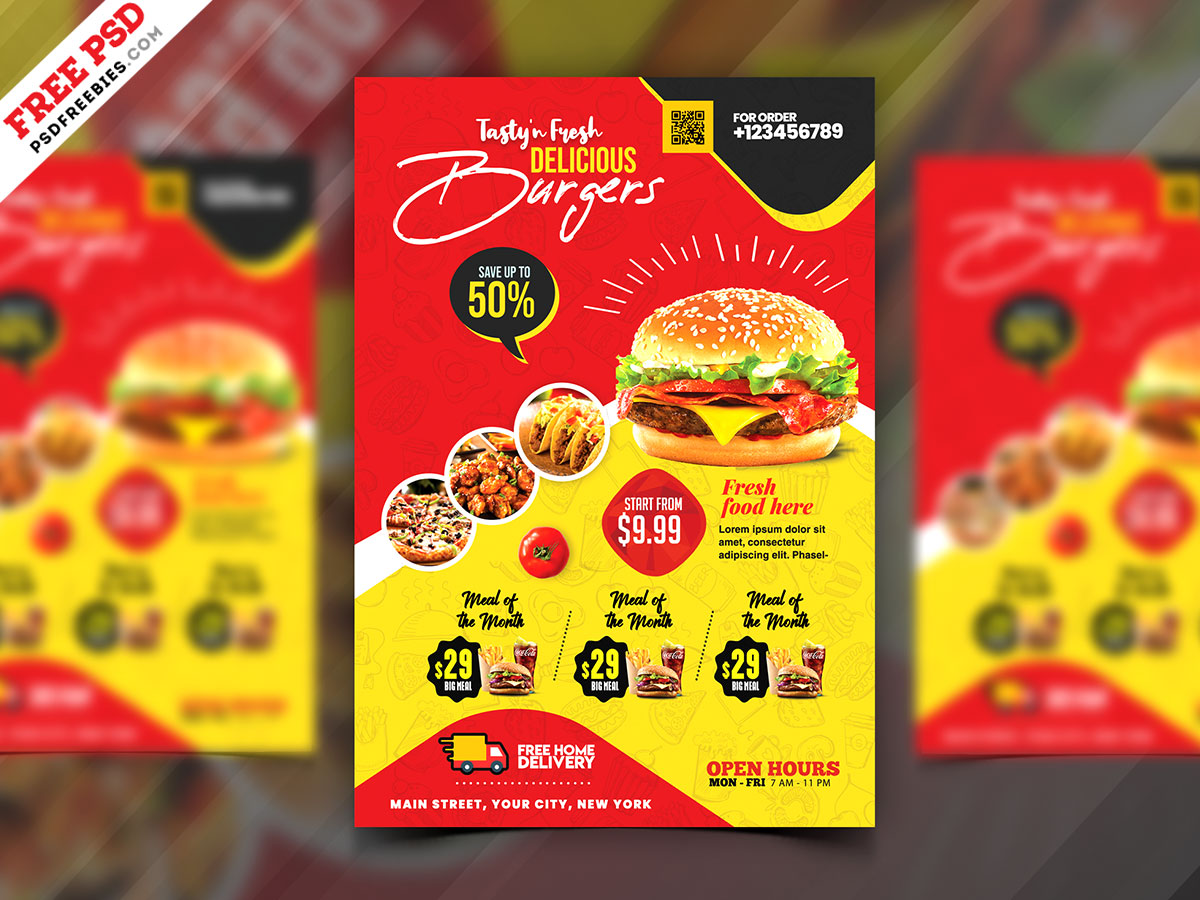 FREE PSD
PSDFREEBIES.COM
FOR ORDER
+123456789
Tasty'n Fresh
DELICIOUS
Burgers
SAVE UP TO
50%
START FROM
$9.99
Fresh
food here
Lorem ipsum dolor sit
amet, consectetur
adipiscing elit. Phasel-
Meal of
the Month
$29
BIG MEAL
Meal of
the Month
$29
BIG MEAL
Meal of
the Month
$29
BIG MEAL
FREE HOME
DELIVERY
MAIN STREET, YOUR CITY, NEW YORK
OPEN HOURS
MON - FRI 7 AM - 11 PM